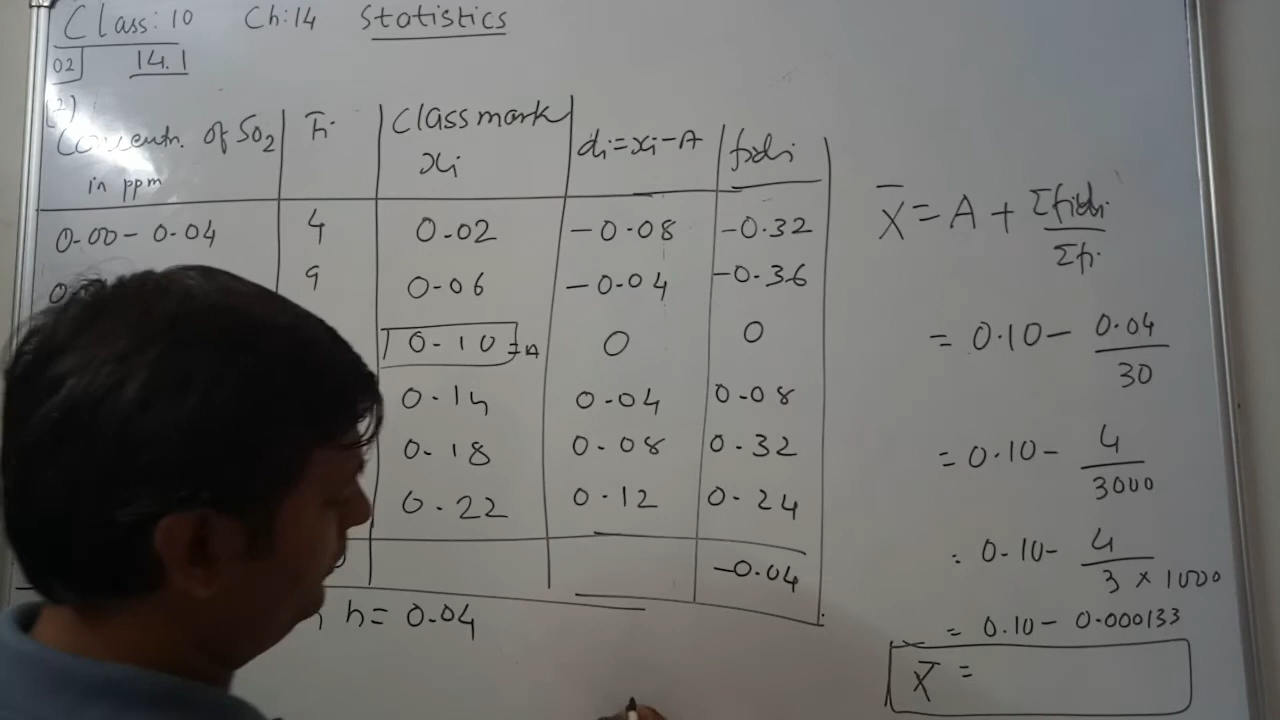 Class: 10 Ch:14 Statistics
02 14.1
(2)
Concentn. of SO2 in ppm | Fi | Class mark xi | di=xi-A | fidi
0.00 - 0.04 | 4 | 0.02 | -0.08 | -0.32
9 | 0.06 | -0.04 | -0.36
0.10 =A | 0 | 0
0.14 | 0.04 | 0.08
0.18 | 0.08 | 0.32
0.22 | 0.12 | 0.24
-0.04
h = 0.04
X̄ = A + Σfidi / Σfi
= 0.10 - 0.04 / 30
= 0.10 - 4 / 3000
= 0.10 - 4 / 3 × 1000
= 0.10 - 0.000133
X̄ =